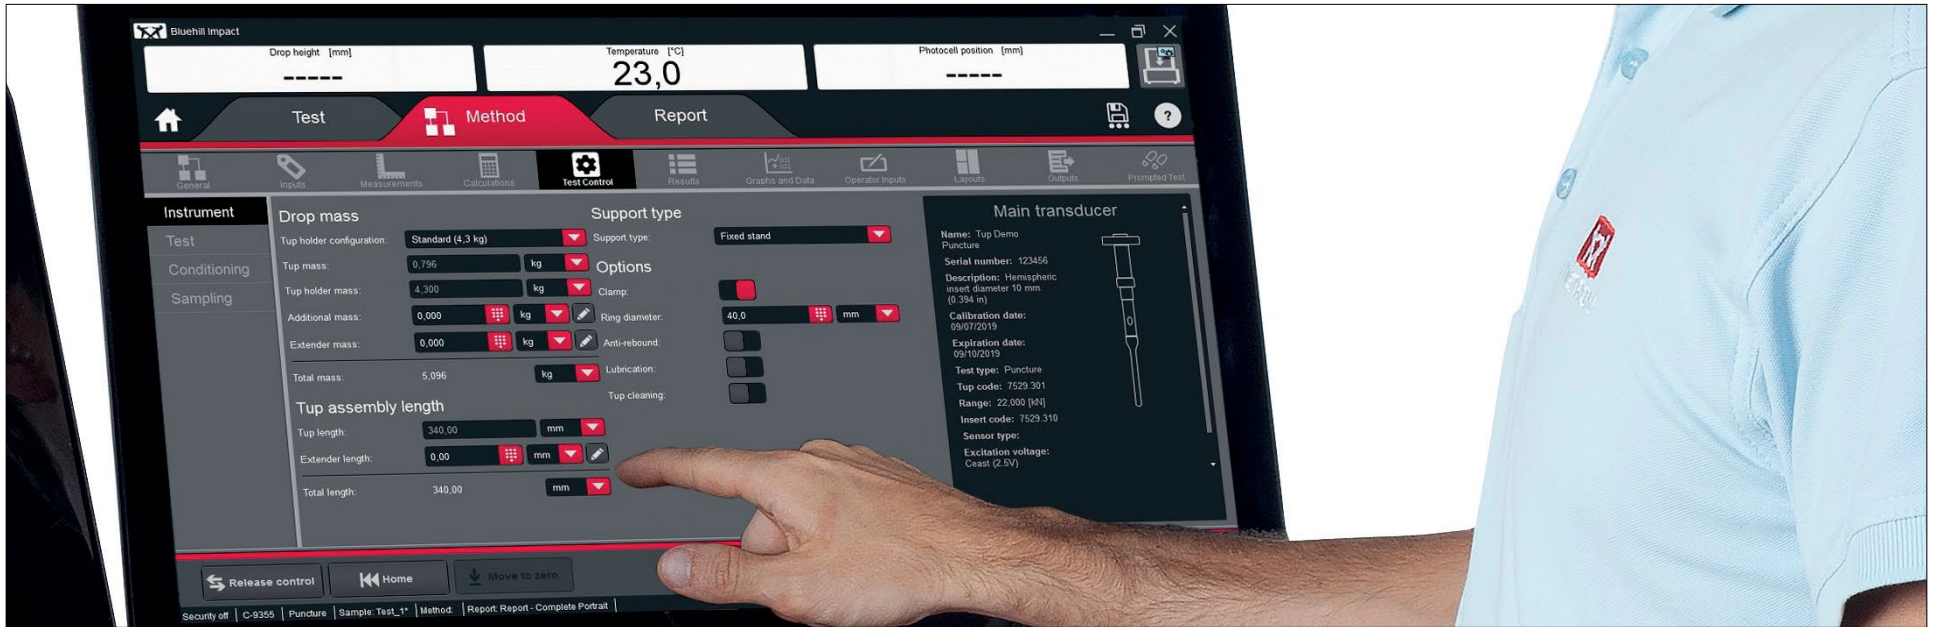 Bluehill Impact
Drop height [mm]
-----
Temperature [°C]
23,0
Photocell position [mm]
-----
Test
Method
Report
?
General
Inputs
Measurements
Calculations
Test Control
Results
Graphs and Data
Operator Inputs
Layouts
Outputs
Prompted Test
Instrument
Test
Conditioning
Sampling
Drop mass
Tup holder configuration: Standard (4,3 kg)
Tup mass: 0,796 kg
Tup holder mass: 4,300 kg
Additional mass: 0,000 kg
Extender mass: 0,000 kg
Total mass: 5,096 kg
Tup assembly length
Tup length: 340,00 mm
Extender length: 0,00 mm
Total length: 340,00 mm
Support type
Support type: Fixed stand
Options
Clamp:
Ring diameter: 40,0 mm
Anti-rebound:
Lubrication:
Tup cleaning:
Main transducer
Name: Tup Demo
Puncture
Serial number: 123456
Description: Hemispheric
insert diameter 10 mm
(0.394 in)
Calibration date:
09/07/2019
Expiration date:
09/10/2019
Test type: Puncture
Tup code: 7529.301
Range: 22,000 [kN]
Insert code: 7529.310
Sensor type:
Excitation voltage:
Ceast (2.5V)
Release control
Home
Move to zero
Security off | C-9355 | Puncture | Sample: Test_1* | Method: | Report: Report - Complete Portrait |